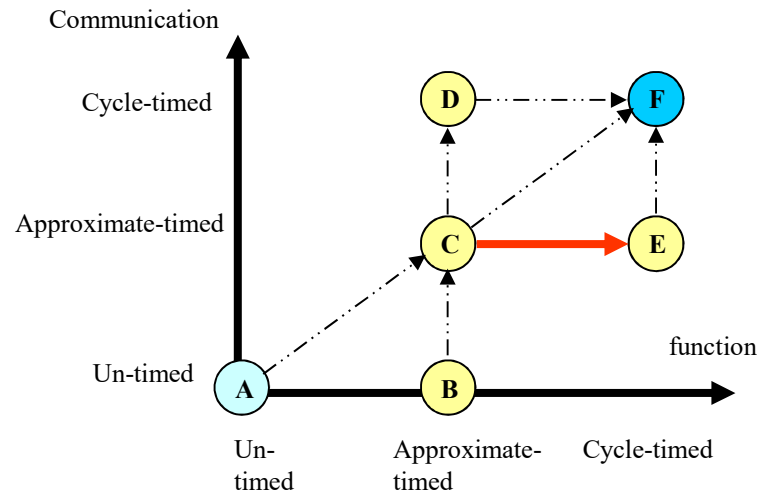 Communication
Cycle-timed
D
F
Approximate-timed
C
E
function
Un-timed
A
B
Un-
timed
Approximate-
timed
Cycle-timed